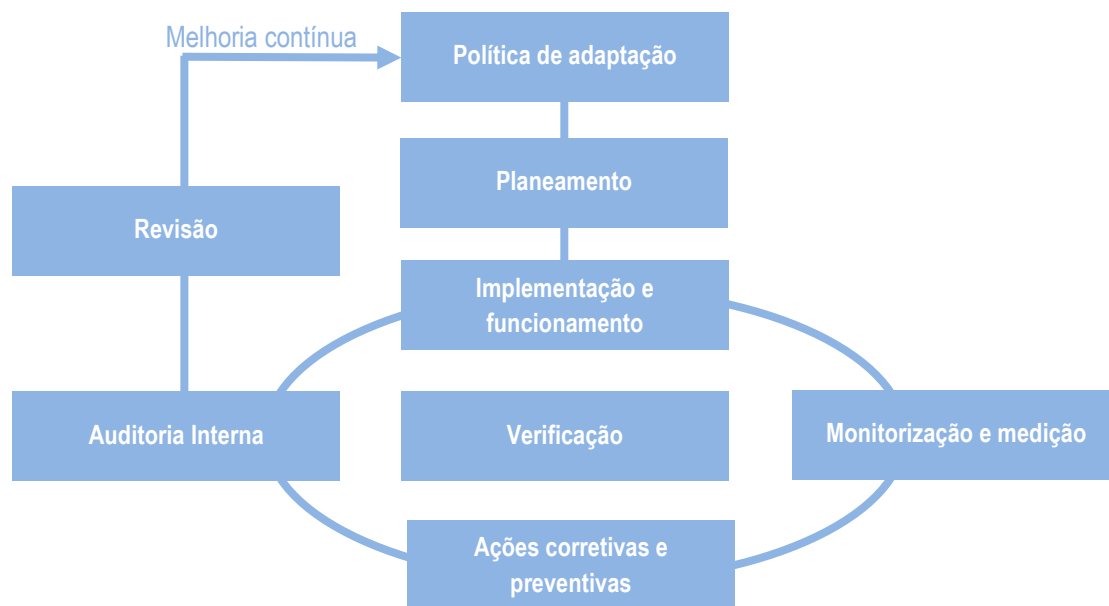 Melhoria contínua
Política de adaptação
Planeamento
Revisão
Implementação e
funcionamento
Auditoria Interna
Verificação
Monitorização e medição
Ações corretivas e
preventivas